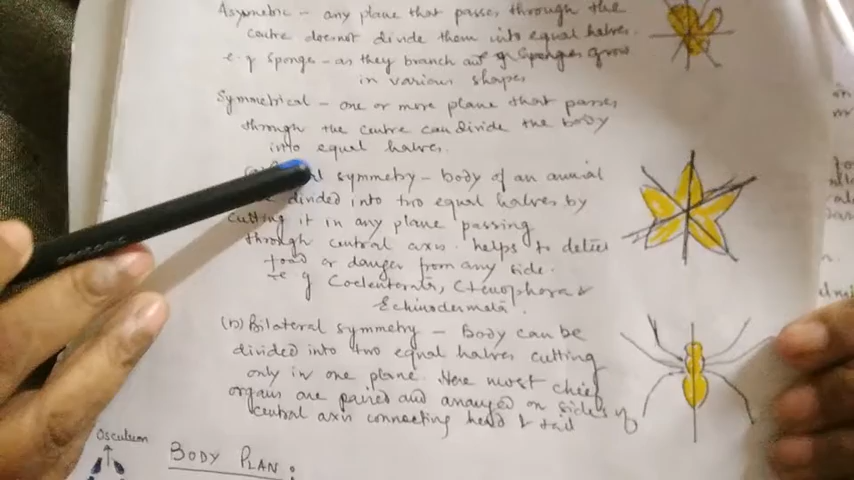 Asymmetric - any plane that passes through the
centre doesnot divide them into equal halves.
e.g Sponge - as they branch out or Sponges grow
in various shapes
Symmetrical - one or more plane that passes
through the centre can divide the body
into equal halves.
symmetry - body of an animal
divided into two equal halves by
cutting it in any plane passing
through central axis. helps to detect
food or danger from any side.
e.g Coelenterata, Ctenophora &
Echinodermata.
(b) Bilateral symmetry - Body can be
divided into two equal halves cutting
only in one plane. Here most chief
organs are paired and arranged on sides of
central axis connecting head & tail
Osculum
BODY PLAN: